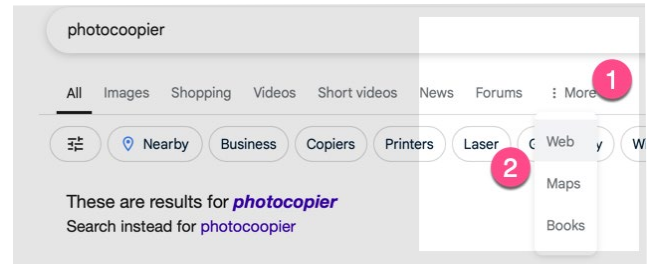 photocoopier
All Images Shopping Videos Short videos News Forums More 1
Nearby Business Copiers Printers Laser
2 Web
Maps
Books
These are results for photocopier
Search instead for photocoopier